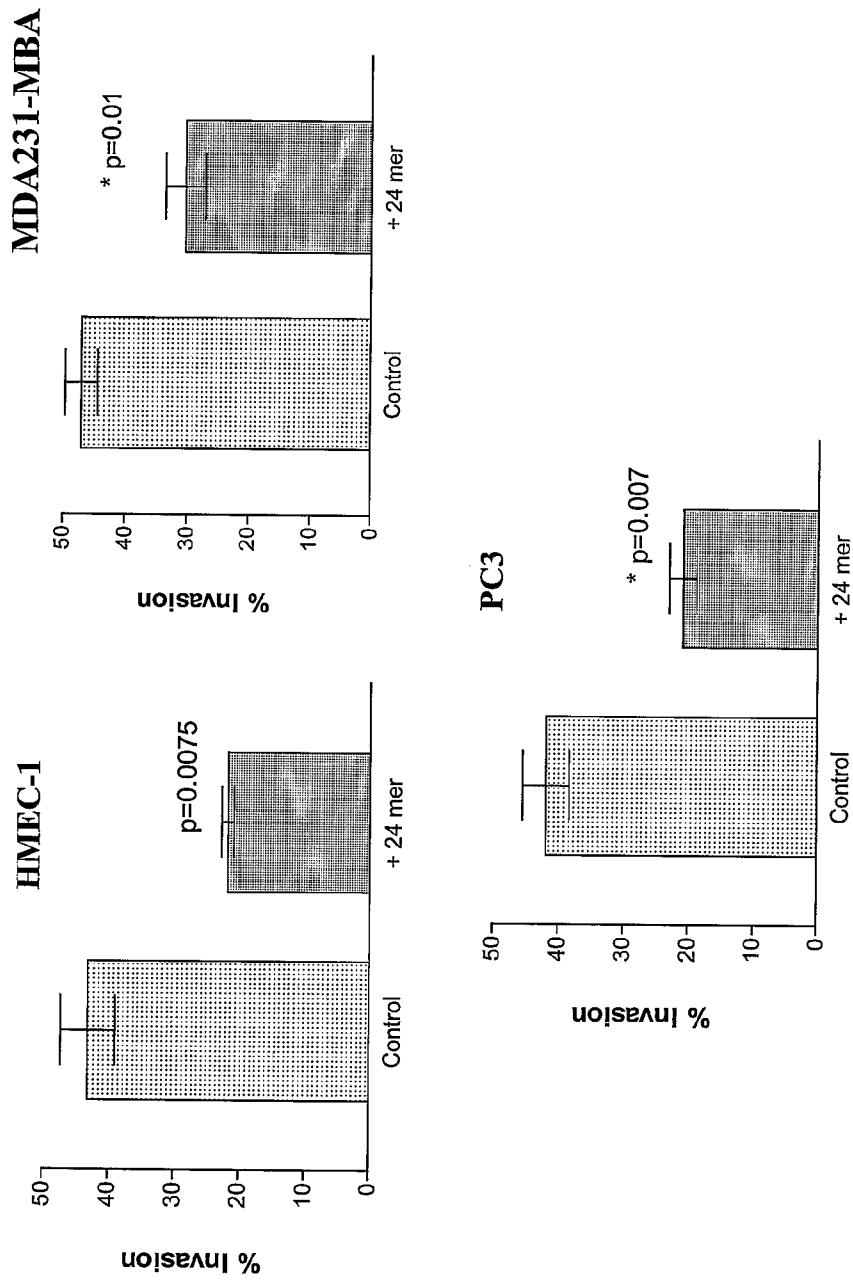 HMEC-1
% Invasion
50
40
30
20
10
0
p=0.0075
Control
+ 24 mer
MDA231-MBA
% Invasion
50
40
30
20
10
0
* p=0.01
Control
+ 24 mer
PC3
% Invasion
50
40
30
20
10
0
* p=0.007
Control
+ 24 mer